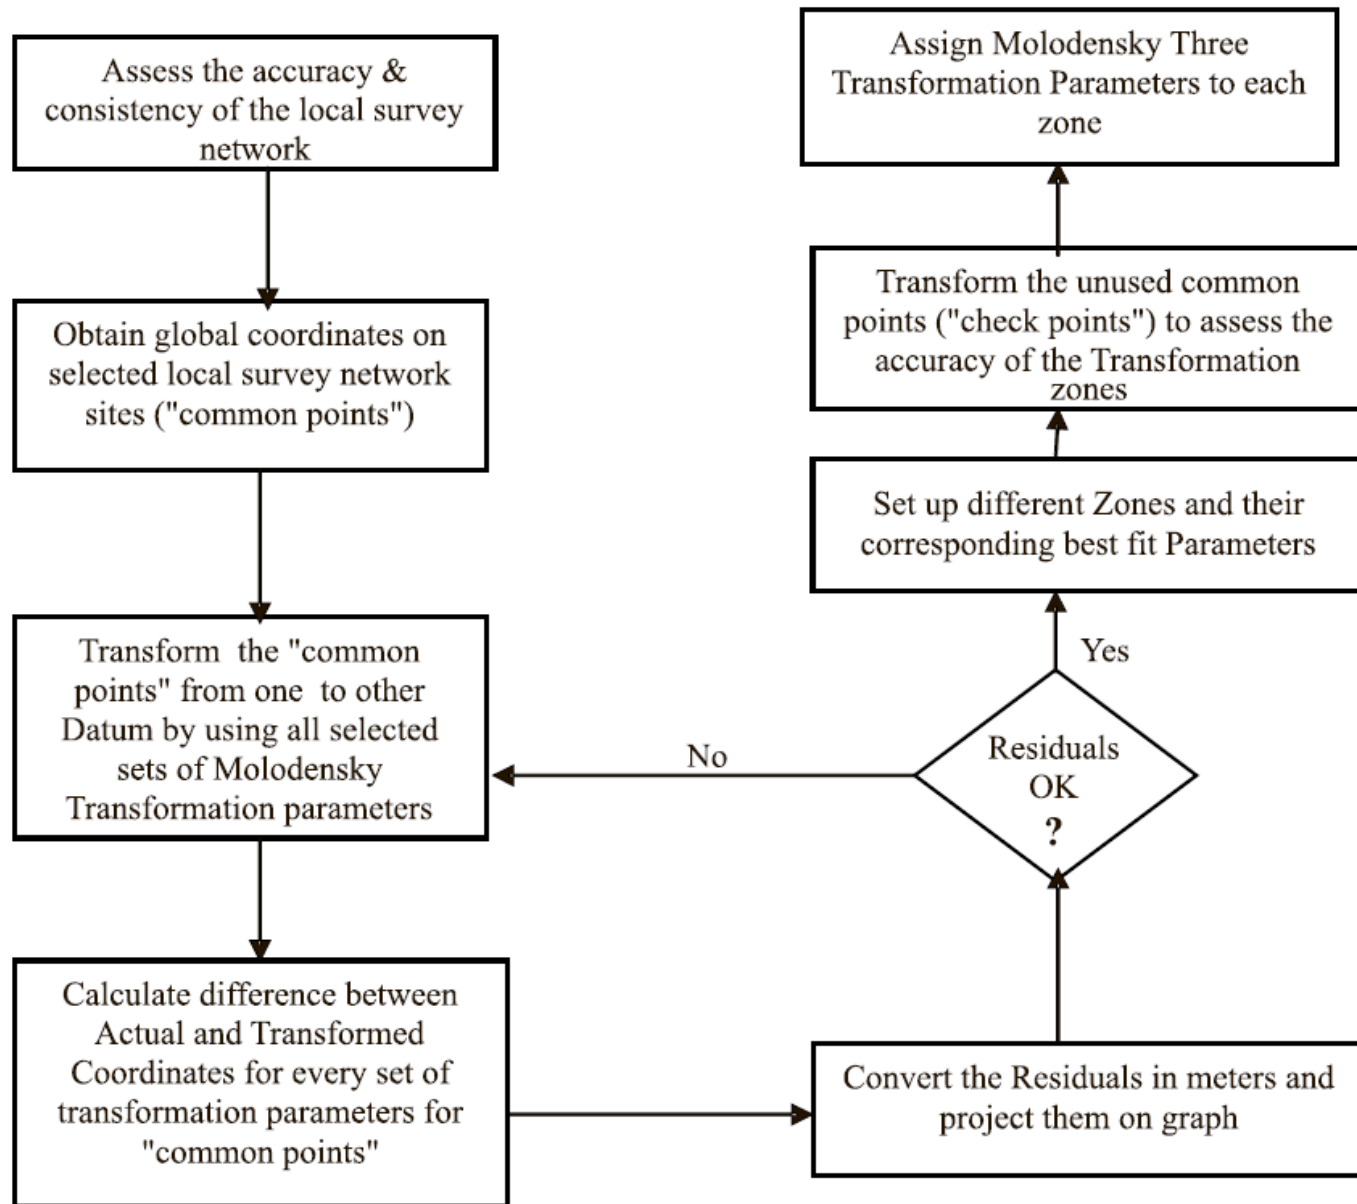 Assess the accuracy &
consistency of the local survey
network
Obtain global coordinates on
selected local survey network
sites ("common points")
Transform the "common
points" from one to other
Datum by using all selected
sets of Molodensky
Transformation parameters
Calculate difference between
Actual and Transformed
Coordinates for every set of
transformation parameters for
"common points"
Convert the Residuals in meters and
project them on graph
Residuals
OK
?
No
Yes
Set up different Zones and their
corresponding best fit Parameters
Transform the unused common
points ("check points") to assess the
accuracy of the Transformation
zones
Assign Molodensky Three
Transformation Parameters to each
zone